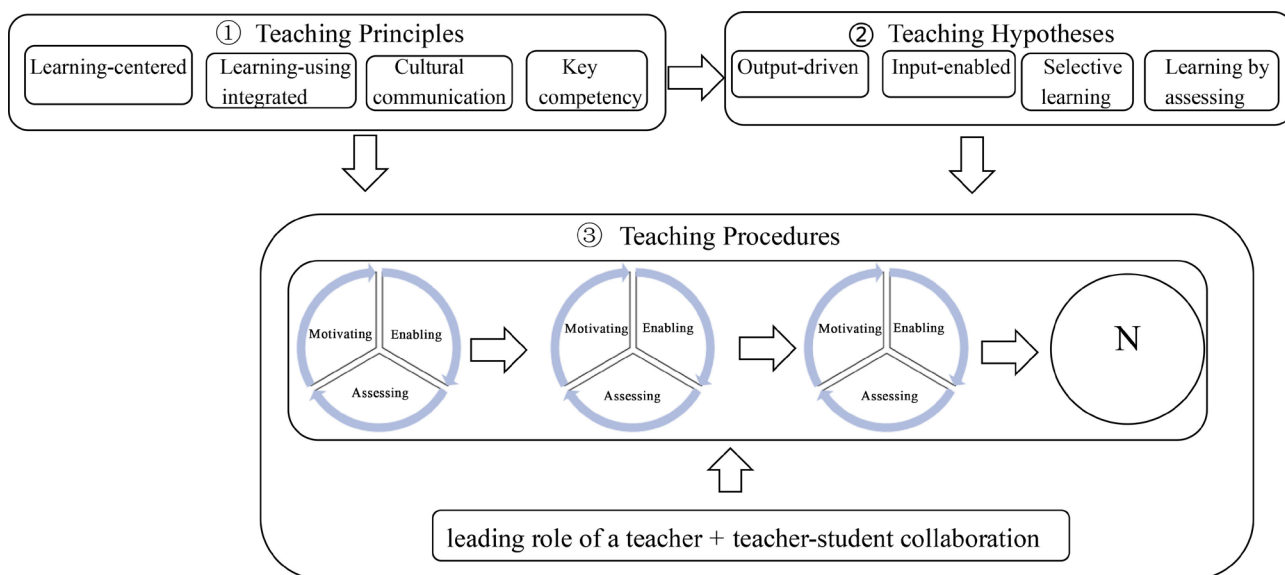 ① Teaching Principles
Learning-centered
Learning-using
integrated
Cultural
communication
Key
competency
② Teaching Hypotheses
Output-driven
Input-enabled
Selective
learning
Learning by
assessing
③ Teaching Procedures
Motivating
Enabling
Assessing
Motivating
Enabling
Assessing
Motivating
Enabling
Assessing
N
leading role of a teacher + teacher-student collaboration